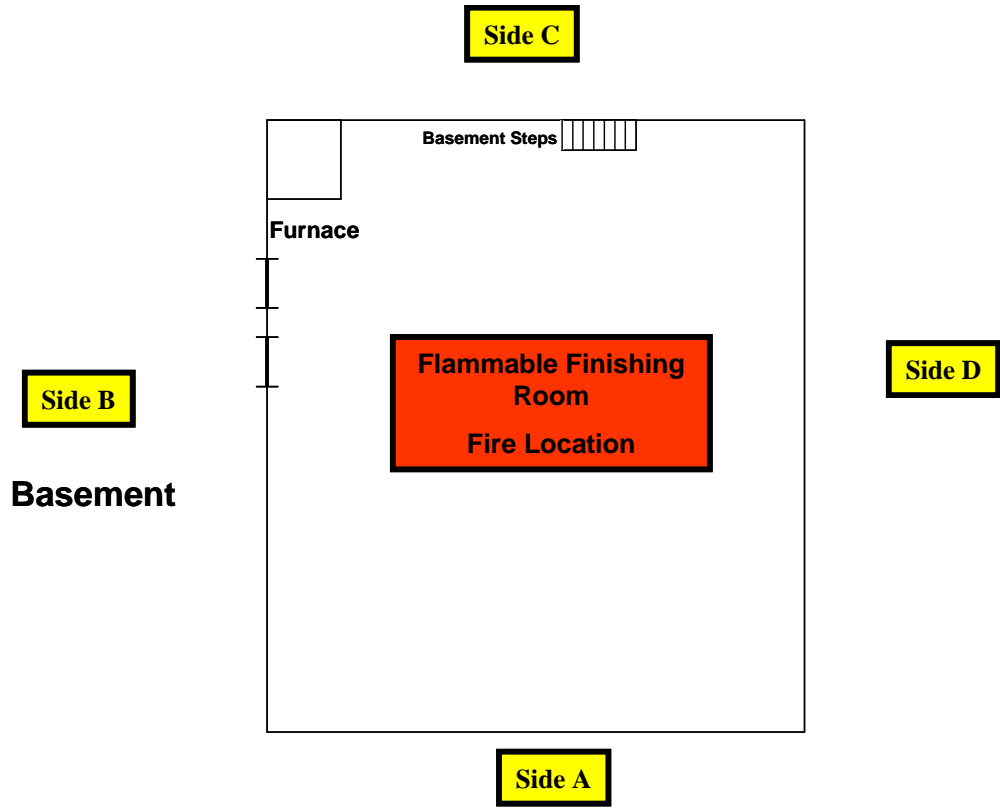 Side C
Basement Steps
Furnace
Flammable Finishing
Room
Fire Location
Side D
Side B
Basement
Side A